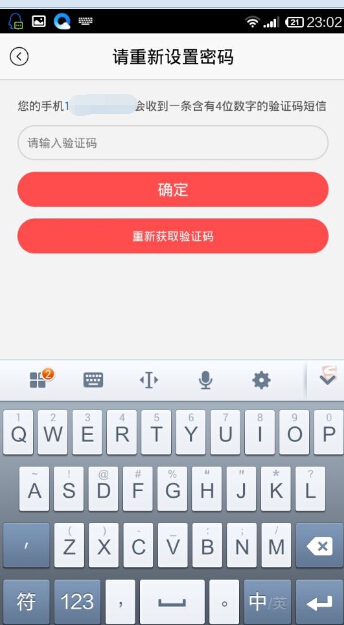 21 23:02
请重新设置密码
您的手机1 会收到一条含有4位数字的验证码短信
请输入验证码
确定
重新获取验证码
2
1 2 3 4 5 6 7 8 9 0
Q W E R T Y U I O P
~ ! @ # % “ ” * ?
A S D F G H J K L
( ) - _ : ; /
， Z X C V B N M
符 123 ， 。 中/英